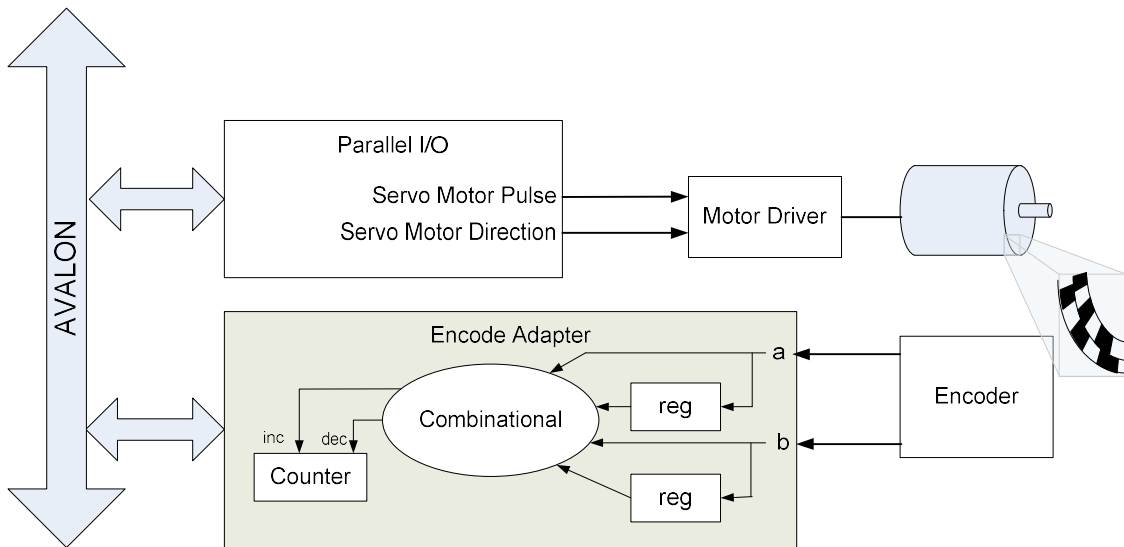 AVALON
Parallel I/O
Servo Motor Pulse
Servo Motor Direction
Motor Driver
Encode Adapter
a
reg
Combinational
Encoder
inc
dec
b
Counter
reg